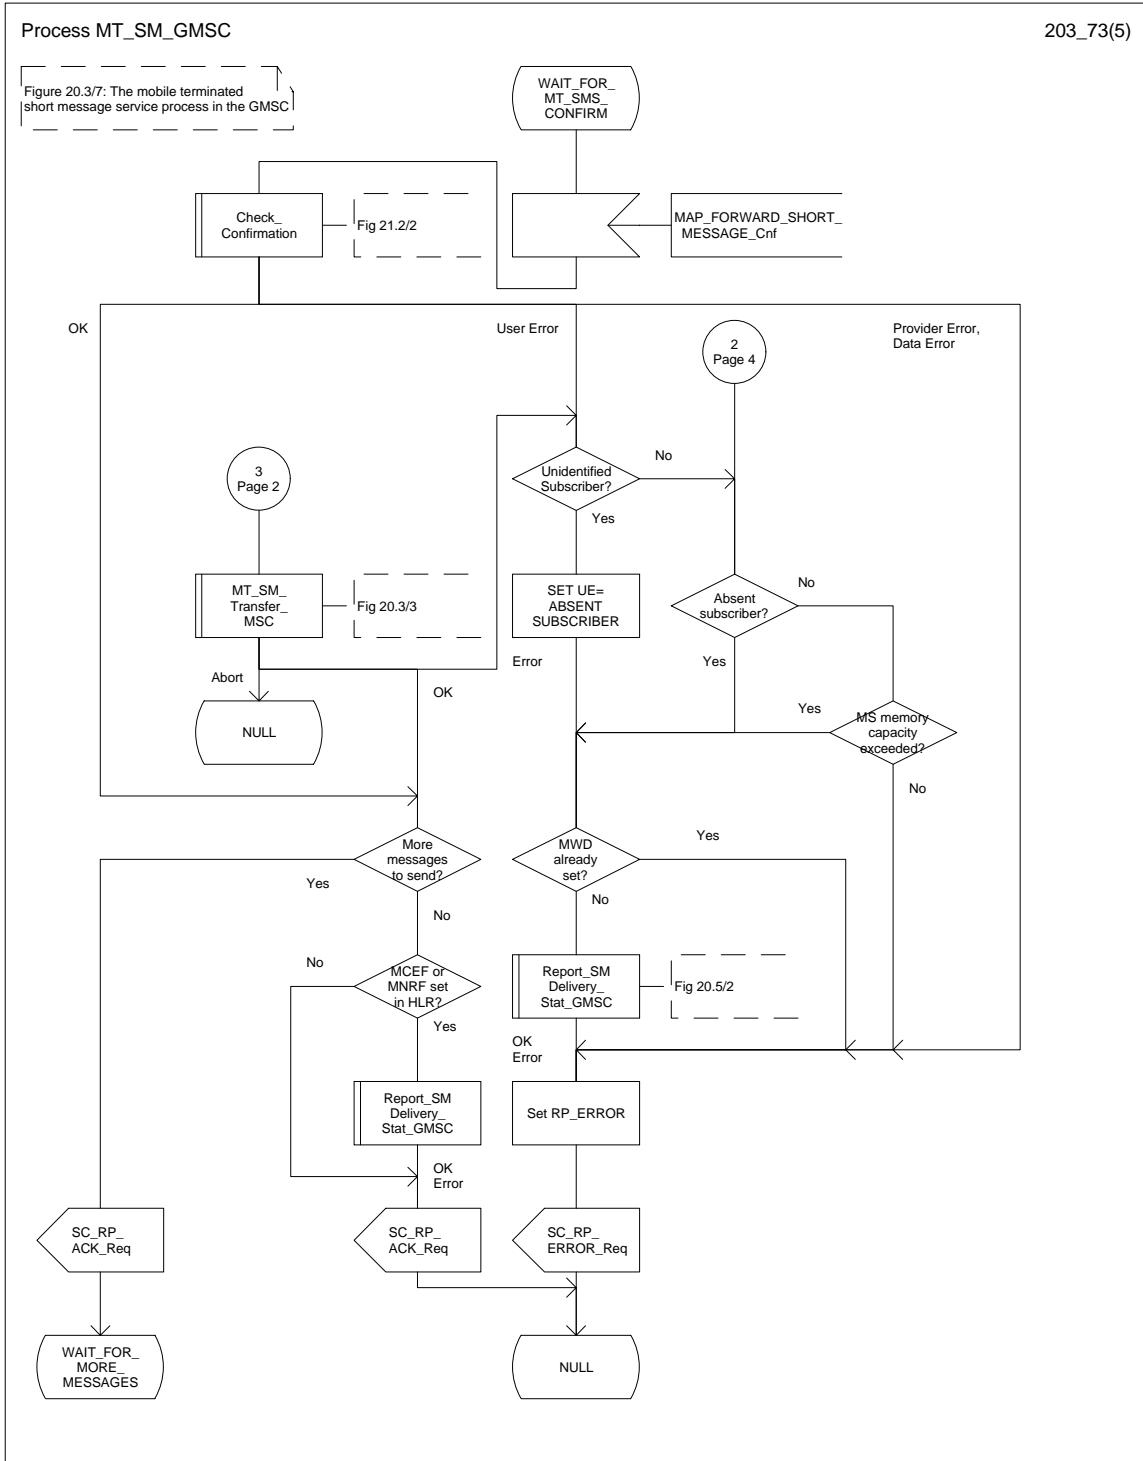 Process MT_SM_GMSC
203_73(5)
Figure 20.3/7: The mobile terminated
short message service process in the GMSC
WAIT_FOR_
MT_SMS_
CONFIRM
Check_
Confirmation
Fig 21.2/2
MAP_FORWARD_SHORT_
MESSAGE_Cnf
OK
User Error
Provider Error,
Data Error
2
Page 4
3
Page 2
Unidentified
Subscriber?
No
Yes
MT_SM_
Transfer_
MSC
Fig 20.3/3
SET UE=
ABSENT
SUBSCRIBER
Absent
subscriber?
No
Error
Yes
Abort
OK
NULL
Yes
MS memory
capacity
exceeded?
No
More
messages
to send?
Yes
No
MWD
already
set?
Yes
No
No
MCEF or
MNRF set
in HLR?
Yes
Report_SM
Delivery_
Stat_GMSC
Fig 20.5/2
OK
Error
Report_SM
Delivery_
Stat_GMSC
Set RP_ERROR
OK
Error
SC_RP_
ACK_Req
SC_RP_
ACK_Req
SC_RP_
ERROR_Req
WAIT_FOR_
MORE_
MESSAGES
NULL